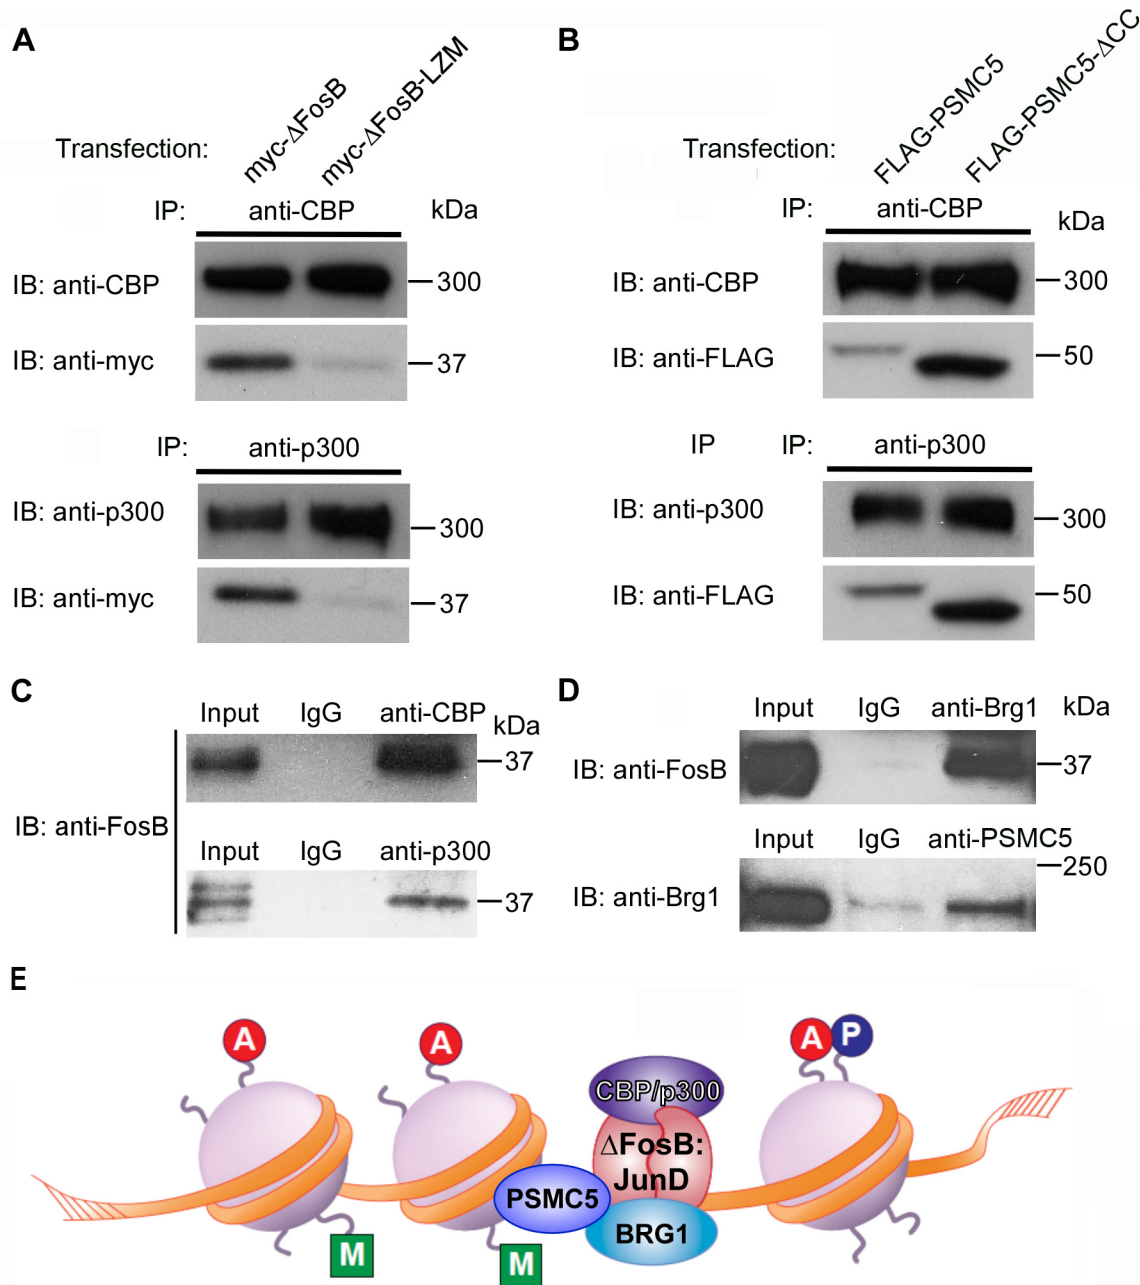 A
Transfection:
myc-ΔFosB
myc-ΔFosB-LZM
IP: anti-CBP kDa
IB: anti-CBP 300
IB: anti-myc 37
IP: anti-p300
IB: anti-p300 300
IB: anti-myc 37
B
Transfection:
FLAG-PSMC5
FLAG-PSMC5-ΔCC
IP: anti-CBP kDa
IB: anti-CBP 300
IB: anti-FLAG 50
IP IP: anti-p300
IB: anti-p300 300
IB: anti-FLAG 50
C
Input IgG anti-CBP kDa
37
IB: anti-FosB
Input IgG anti-p300
37
D
Input IgG anti-Brg1 kDa
IB: anti-FosB 37
Input IgG anti-PSMC5
250
IB: anti-Brg1
E
A
A
A P
CBP/p300
ΔFosB:
JunD
PSMC5
BRG1
M
M